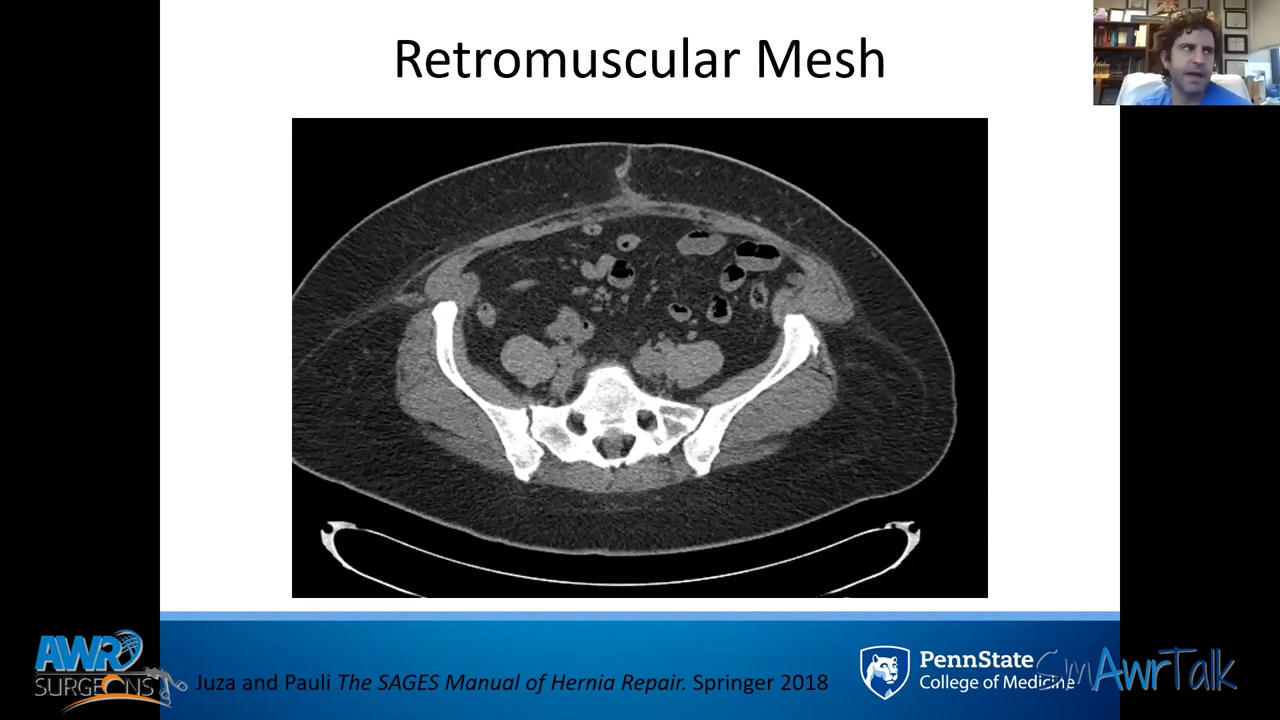 Retromuscular Mesh
AWR
SURGEONS
Juza and Pauli The SAGES Manual of Hernia Repair. Springer 2018
PennState
College of Medicine
SmAwrTalk